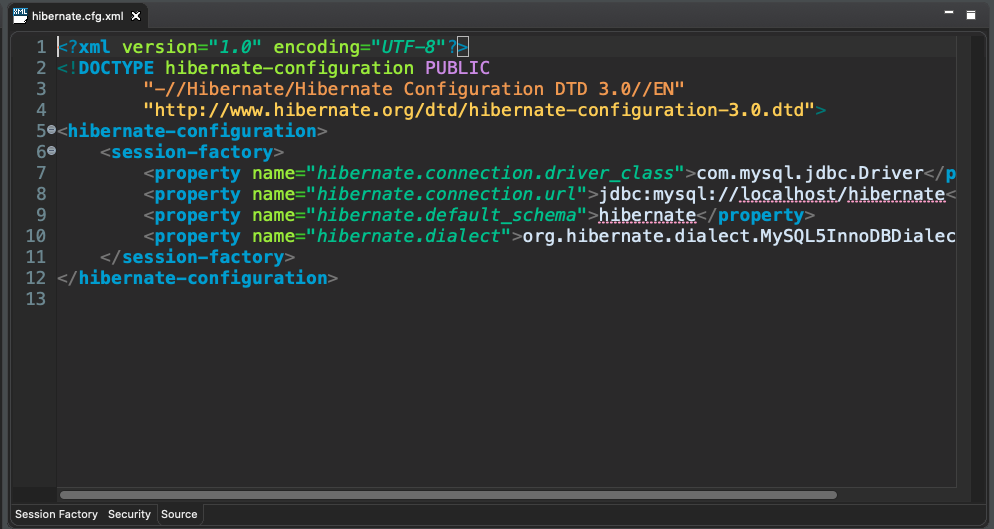 XML hibernate.cfg.xml
1 <?xml version="1.0" encoding="UTF-8"?>
2 <!DOCTYPE hibernate-configuration PUBLIC
3 "-//Hibernate/Hibernate Configuration DTD 3.0//EN"
4 "http://www.hibernate.org/dtd/hibernate-configuration-3.0.dtd">
5 <hibernate-configuration>
6 <session-factory>
7 <property name="hibernate.connection.driver_class">com.mysql.jdbc.Driver</p
8 <property name="hibernate.connection.url">jdbc:mysql://localhost/hibernate<
9 <property name="hibernate.default_schema">hibernate</property>
10 <property name="hibernate.dialect">org.hibernate.dialect.MySQL5InnoDBDialec
11 </session-factory>
12 </hibernate-configuration>
13
Session Factory Security Source